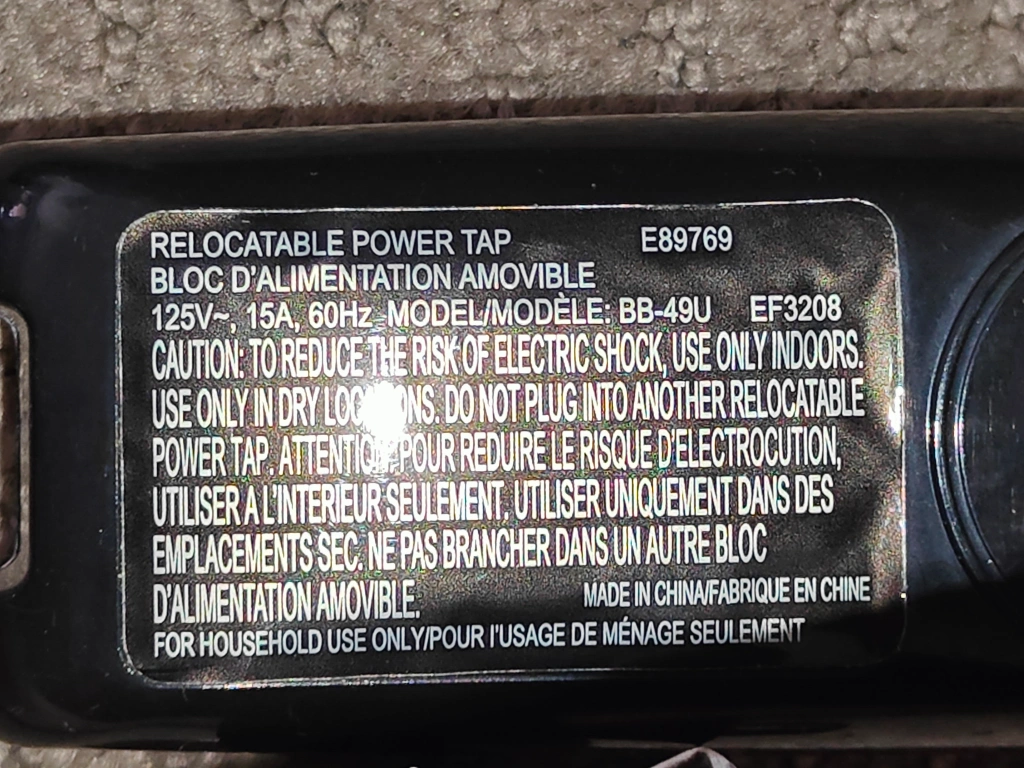 RELOCATABLE POWER TAP E89769
BLOC D'ALIMENTATION AMOVIBLE
125V~, 15A, 60Hz MODEL/MODÈLE: BB-49U EF3208
CAUTION: TO REDUCE THE RISK OF ELECTRIC SHOCK, USE ONLY INDOORS.
USE ONLY IN DRY LOCATIONS. DO NOT PLUG INTO ANOTHER RELOCATABLE
POWER TAP. ATTENTION: POUR REDUIRE LE RISQUE D'ELECTROCUTION,
UTILISER A L'INTERIEUR SEULEMENT, UTILISER UNIQUEMENT DANS DES
EMPLACEMENTS SEC. NE PAS BRANCHER DANS UN AUTRE BLOC
D'ALIMENTATION AMOVIBLE. MADE IN CHINA/FABRIQUE EN CHINE
FOR HOUSEHOLD USE ONLY/POUR l'USAGE DE MÉNAGE SEULEMENT